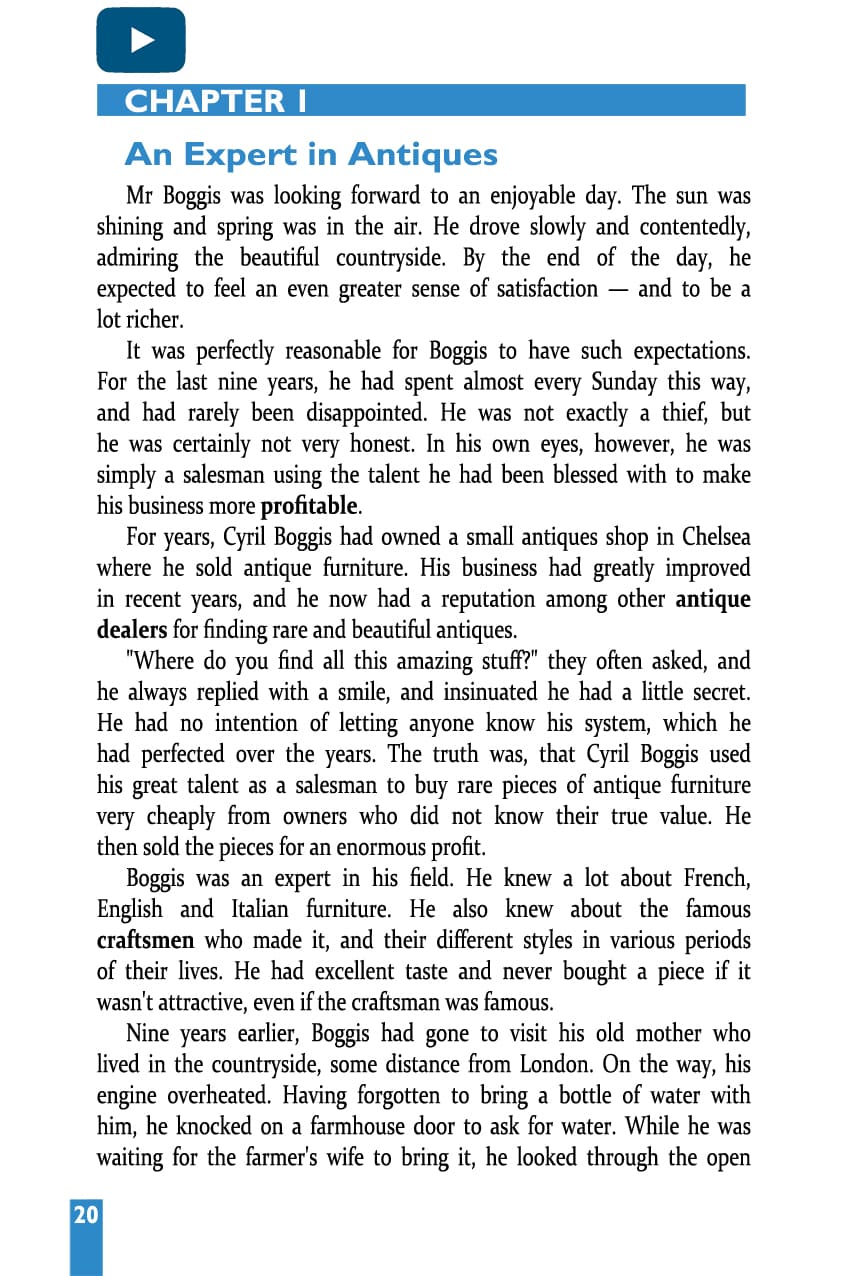 CHAPTER 1
An Expert in Antiques
Mr Boggis was looking forward to an enjoyable day. The sun was
shining and spring was in the air. He drove slowly and contentedly,
admiring the beautiful countryside. By the end of the day, he
expected to feel an even greater sense of satisfaction — and to be a
lot richer.
It was perfectly reasonable for Boggis to have such expectations.
For the last nine years, he had spent almost every Sunday this way,
and had rarely been disappointed. He was not exactly a thief, but
he was certainly not very honest. In his own eyes, however, he was
simply a salesman using the talent he had been blessed with to make
his business more profitable.
For years, Cyril Boggis had owned a small antiques shop in Chelsea
where he sold antique furniture. His business had greatly improved
in recent years, and he now had a reputation among other antique
dealers for finding rare and beautiful antiques.
"Where do you find all this amazing stuff?" they often asked, and
he always replied with a smile, and insinuated he had a little secret.
He had no intention of letting anyone know his system, which he
had perfected over the years. The truth was, that Cyril Boggis used
his great talent as a salesman to buy rare pieces of antique furniture
very cheaply from owners who did not know their true value. He
then sold the pieces for an enormous profit.
Boggis was an expert in his field. He knew a lot about French,
English and Italian furniture. He also knew about the famous
craftsmen who made it, and their different styles in various periods
of their lives. He had excellent taste and never bought a piece if it
wasn't attractive, even if the craftsman was famous.
Nine years earlier, Boggis had gone to visit his old mother who
lived in the countryside, some distance from London. On the way, his
engine overheated. Having forgotten to bring a bottle of water with
him, he knocked on a farmhouse door to ask for water. While he was
waiting for the farmer's wife to bring it, he looked through the open
20